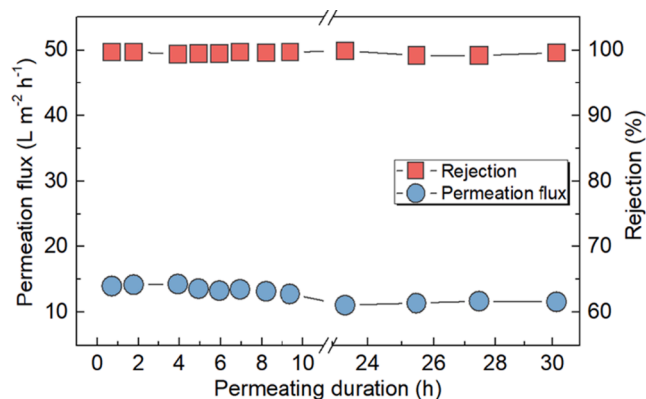 50
40
30
20
10
Permeation flux (L m⁻² h⁻¹)
100
90
80
70
60
Rejection (%)
Rejection
Permeation flux
0 2 4 6 8 10 24 26 28 30
Permeating duration (h)